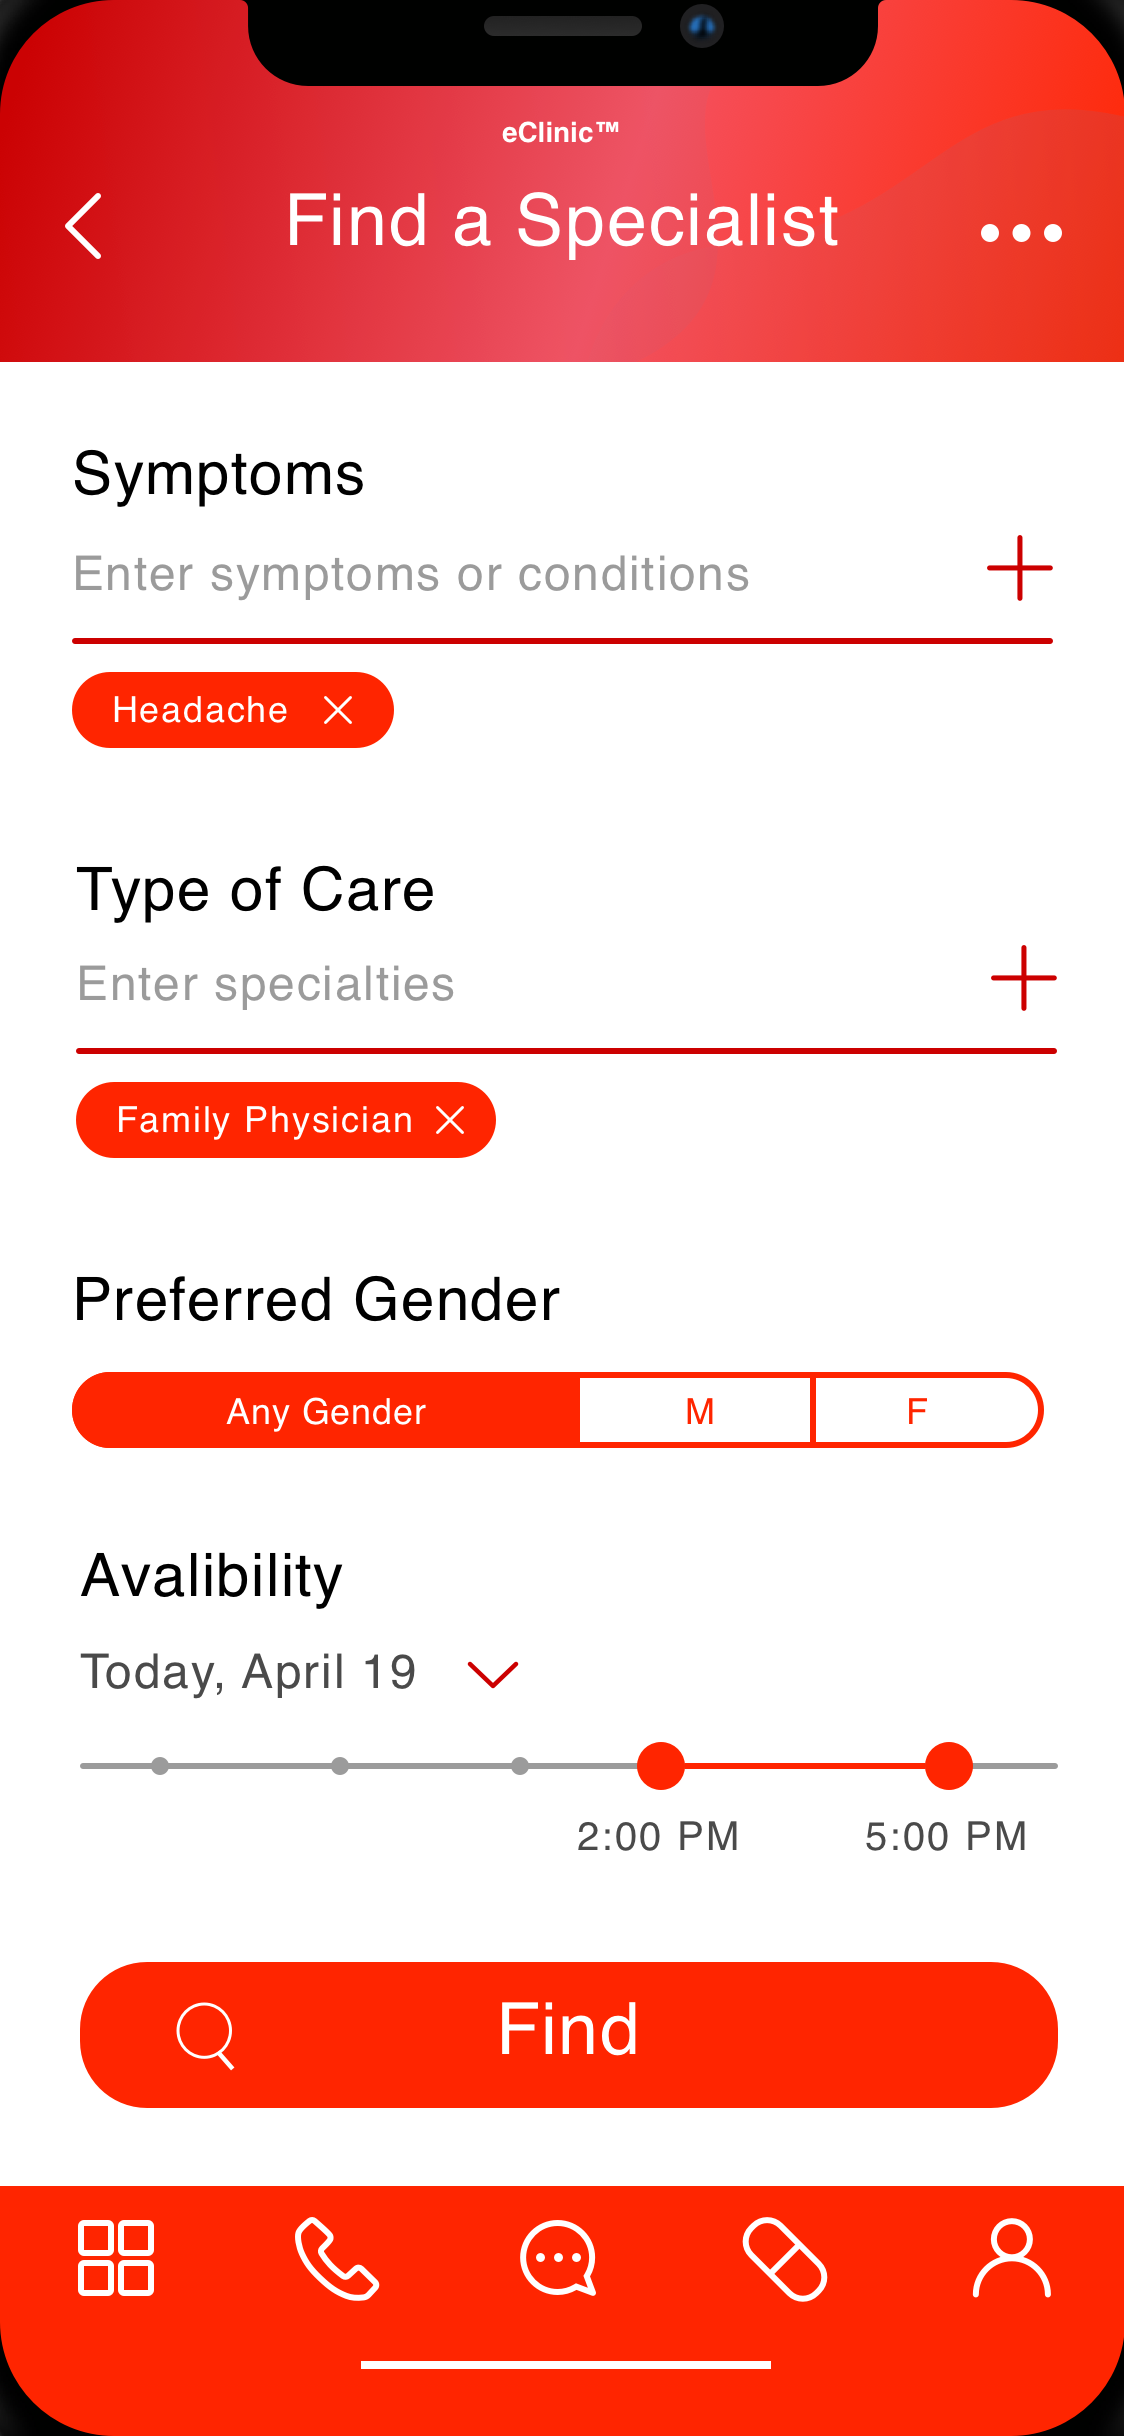 eClinic™
Find a Specialist
Symptoms
Enter symptoms or conditions
Headache
Type of Care
Enter specialties
Family Physician
Preferred Gender
Any Gender M F
Avalibility
Today, April 19
2:00 PM 5:00 PM
Find